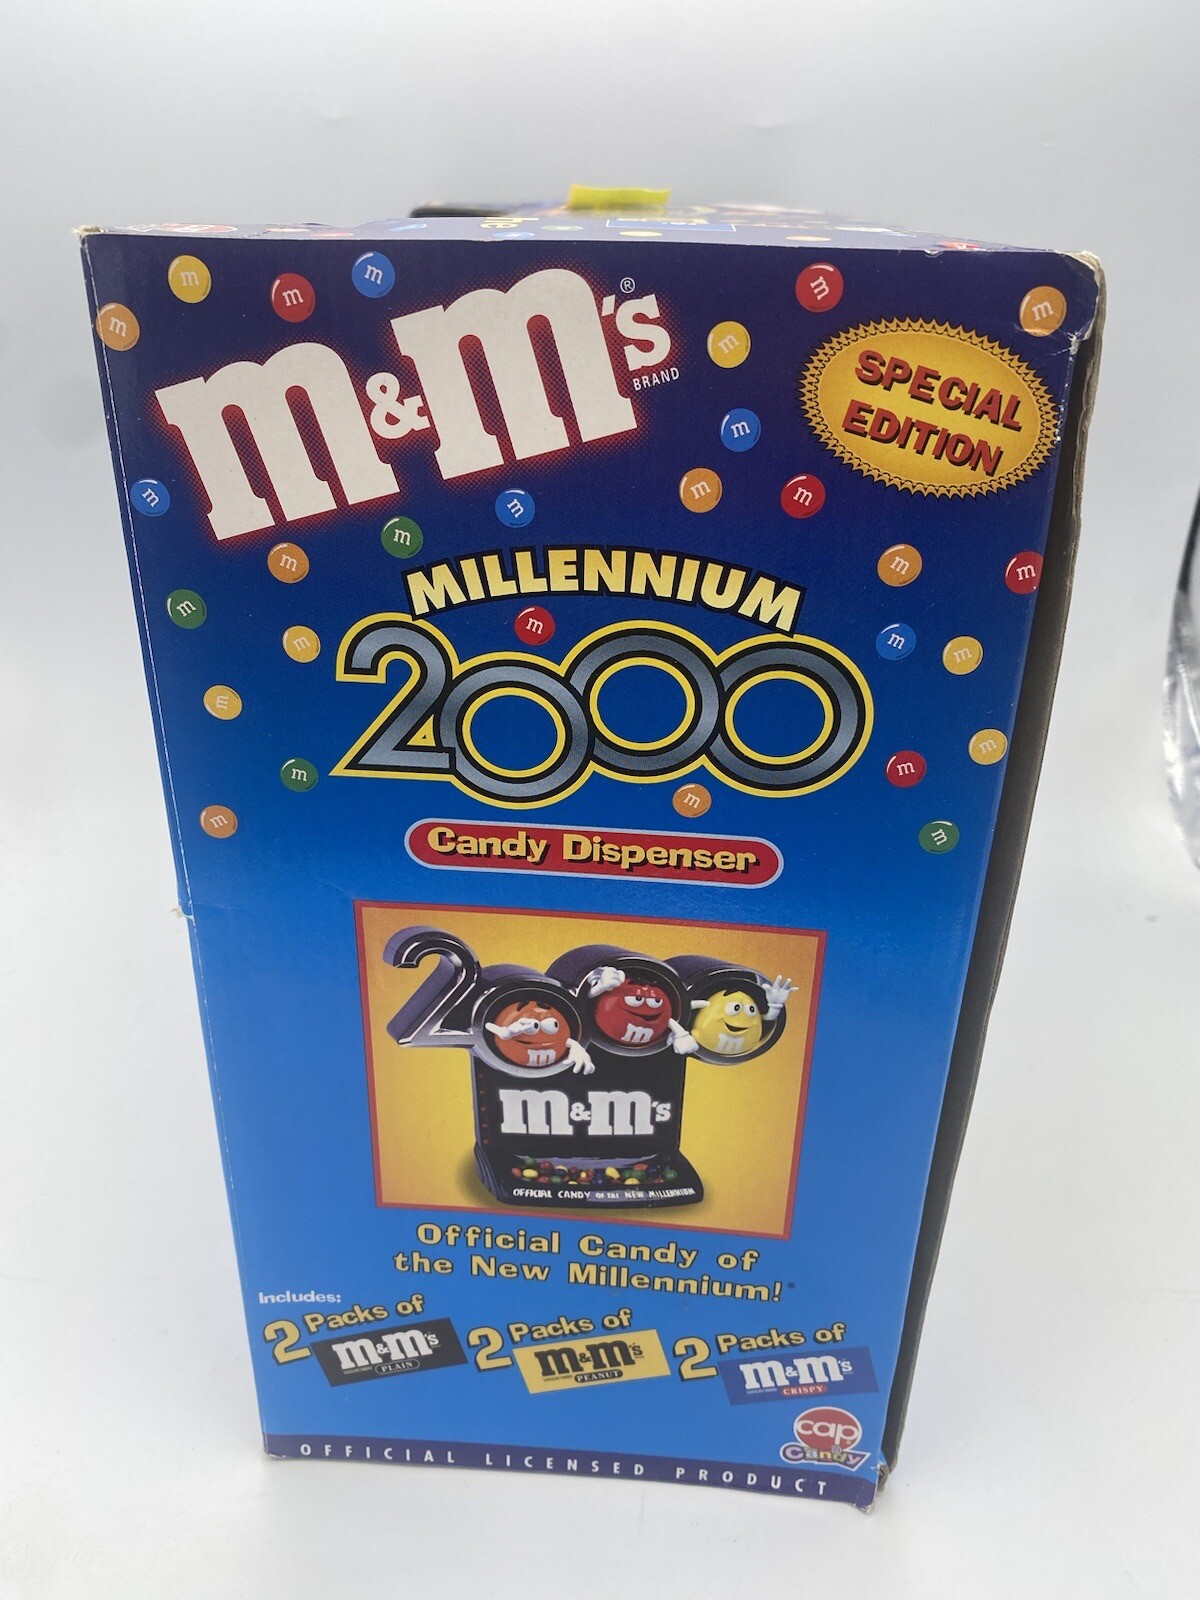 m&m's®
BRAND
SPECIAL
EDITION
MILLENNIUM
2000
Candy Dispenser
2000
m&m's
OFFICIAL CANDY OF THE NEW MILLENNIUM
Official Candy of
the New Millennium!
Includes:
2 Packs of m&m's PLAIN
2 Packs of m&m's PEANUT
2 Packs of m&m's CRISPY
cap
Candy
OFFICIAL LICENSED PRODUCT